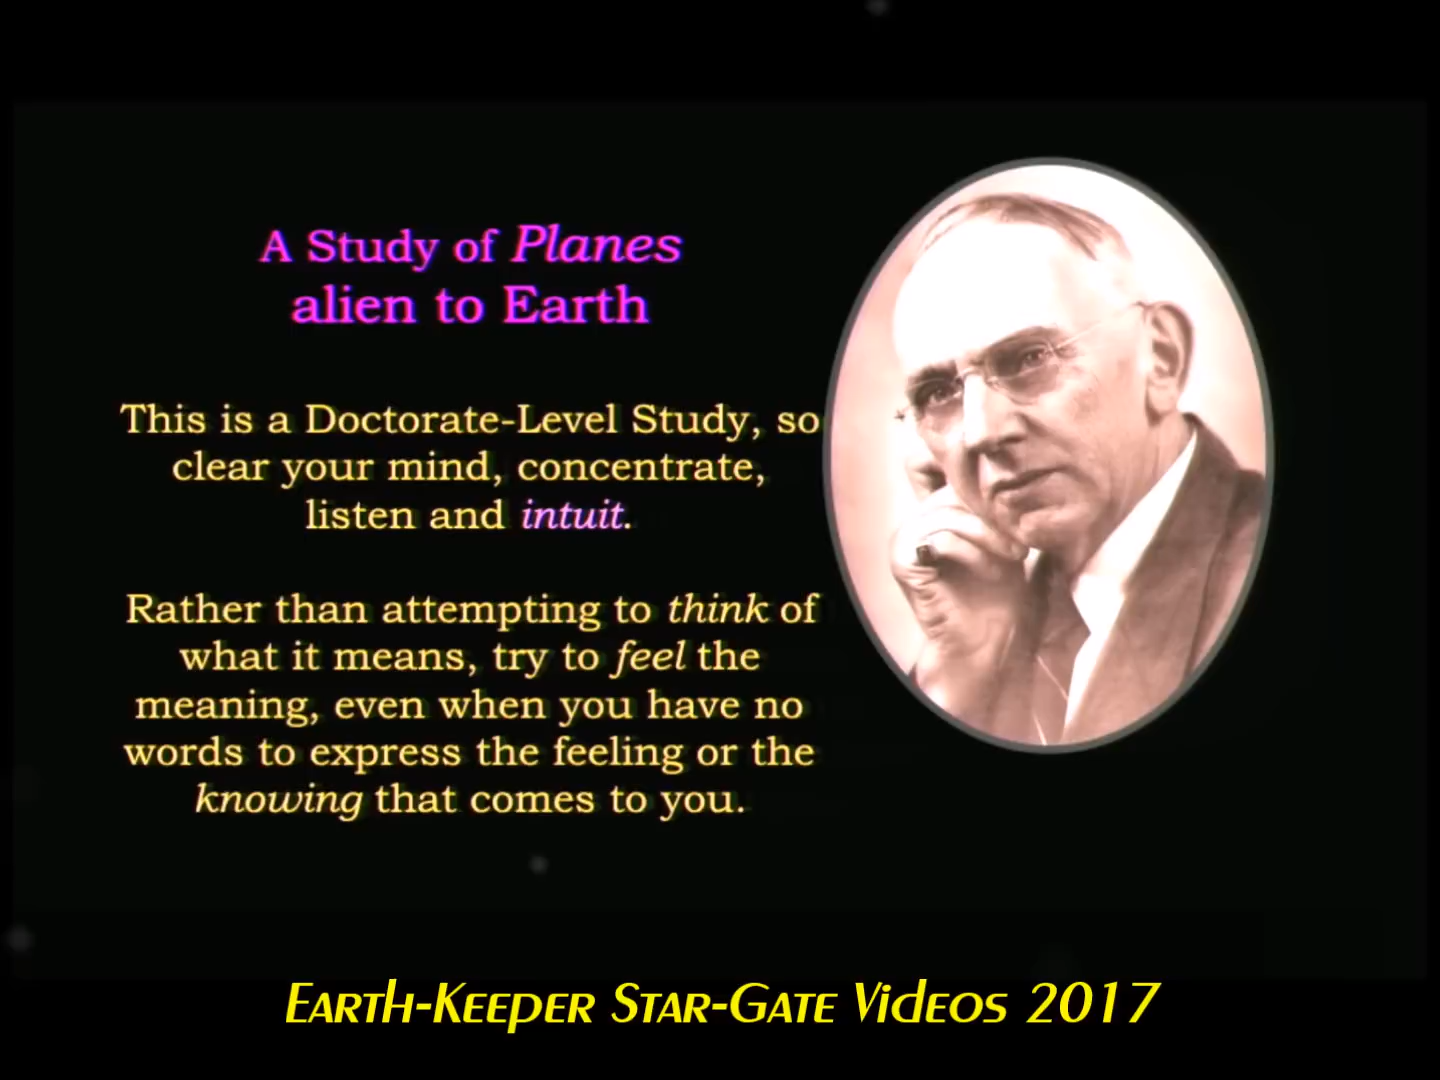 A Study of Planes
alien to Earth
This is a Doctorate-Level Study, so
clear your mind, concentrate,
listen and intuit.
Rather than attempting to think of
what it means, try to feel the
meaning, even when you have no
words to express the feeling or the
knowing that comes to you.
Earth-Keeper Star-Gate Videos 2017